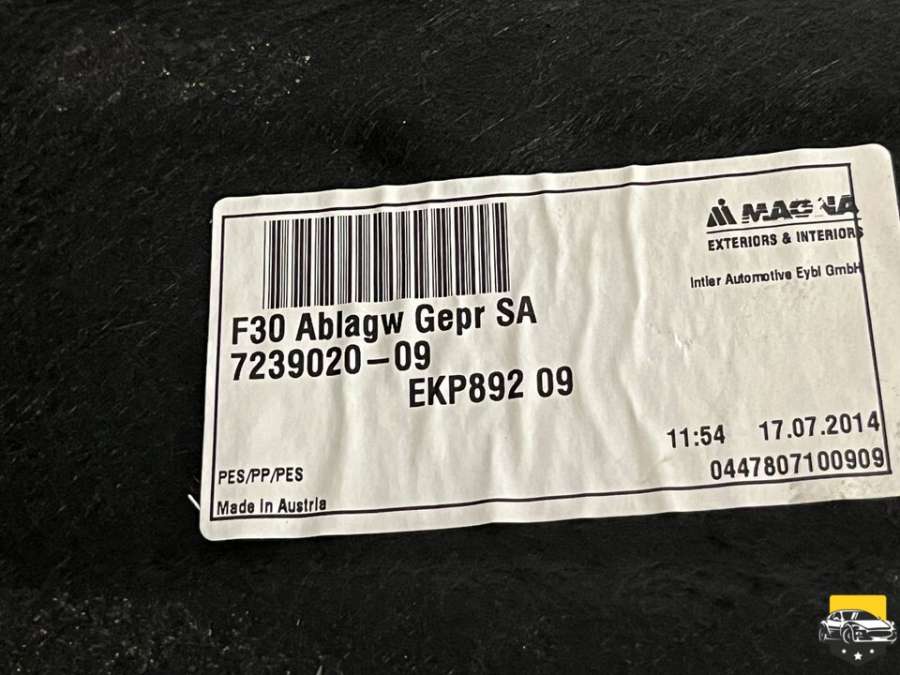 MAGNA
EXTERIORS & INTERIORS
Intier Automotive Eybl GmbH
F30 Ablagw Gepr SA
7239020-09
EKP892 09
11:54 17.07.2014
0447807100909
PES/PP/PES
Made in Austria